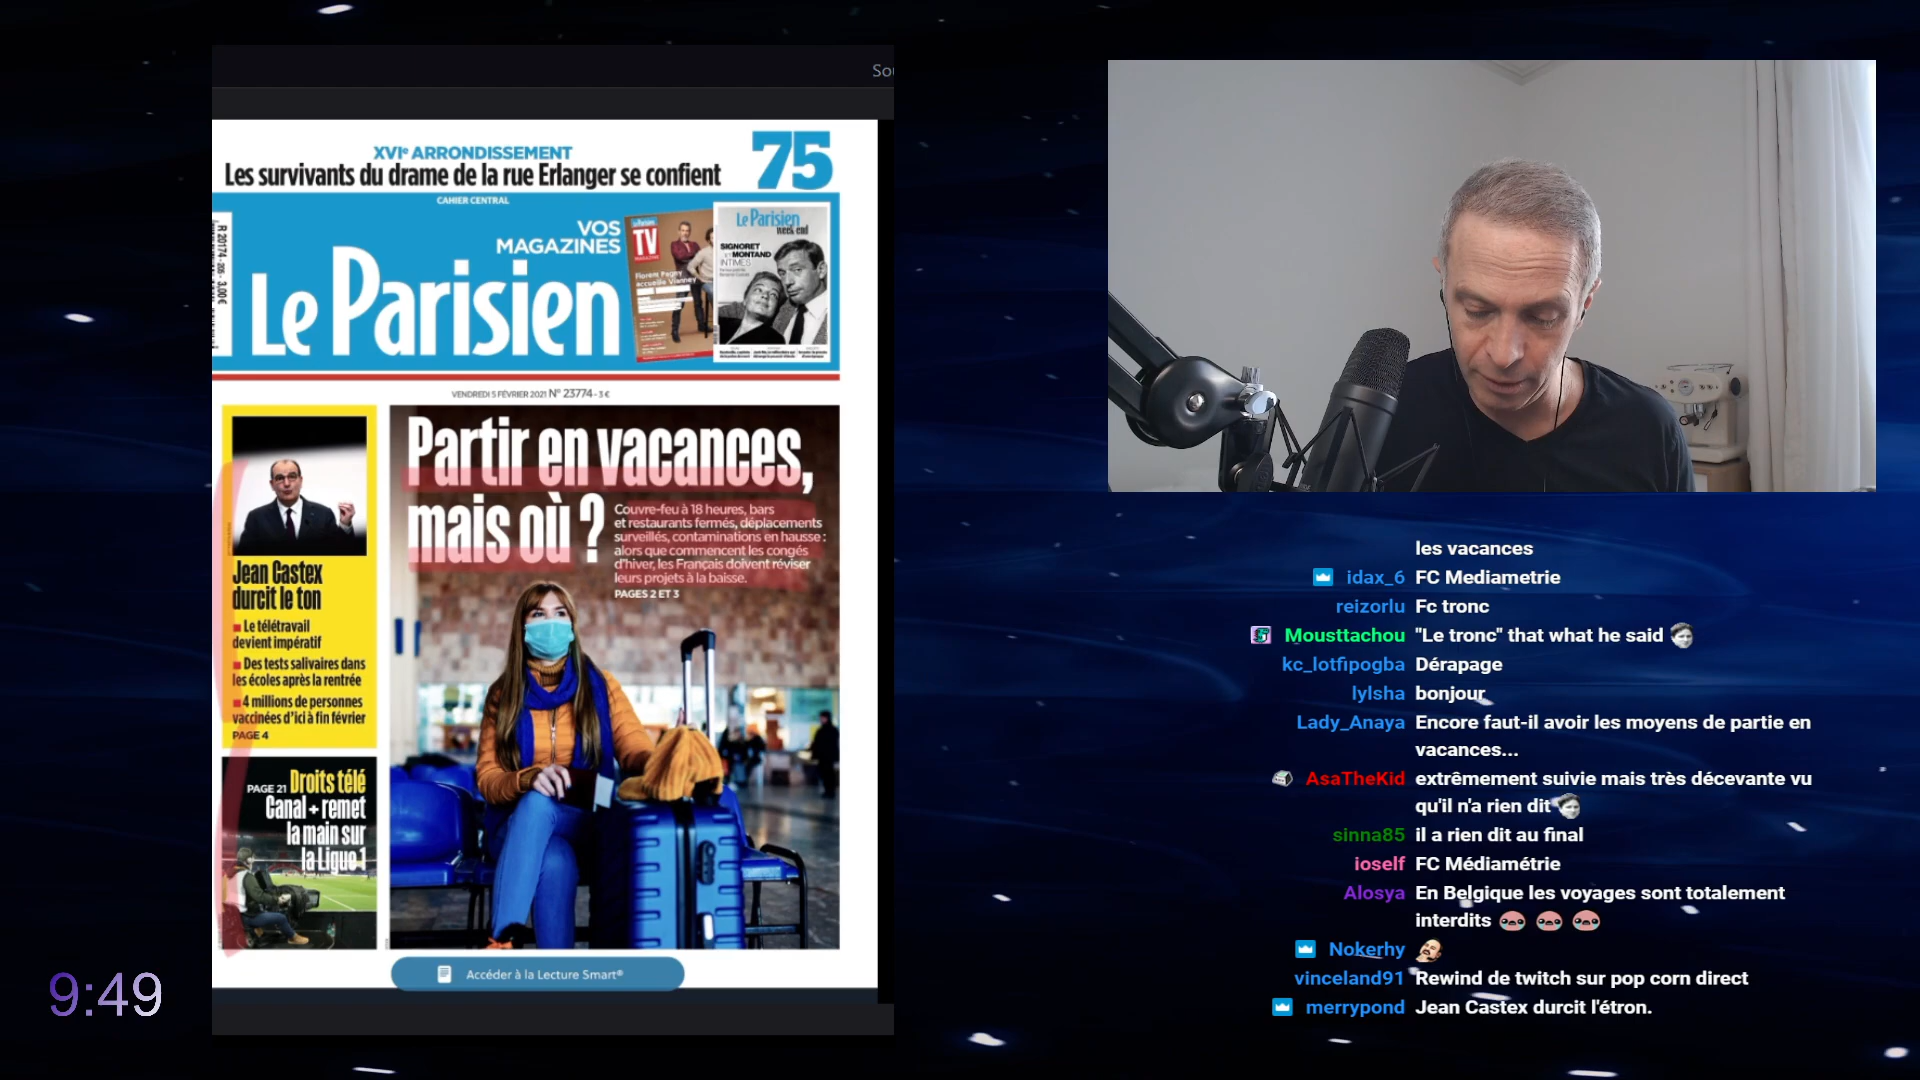 Sou
XVIᵉ ARRONDISSEMENT
Les survivants du drame de la rue Erlanger se confient
75
CAHIER CENTRAL
VOS
MAGAZINES
TV
MAGAZINE
Florent Pagny
accueille Vianney
Le Parisien
week end
SIGNORET
ET MONTAND
INTIMES
Le Parisien
VENDREDI 5 FÉVRIER 2021 N° 23774 - 3 €
Jean Castex
durcit le ton
Le télétravail
devient impératif
Des tests salivaires dans
les écoles après la rentrée
4 millions de personnes
vaccinées d'ici à fin février
PAGE 4
PAGE 21 Droits télé
Canal + remet
la main sur
la Ligue 1
Partir en vacances,
mais où ?
Couvre-feu à 18 heures, bars
et restaurants fermés, déplacements
surveillés, contaminations en hausse :
alors que commencent les congés
d'hiver, les Français doivent réviser
leurs projets à la baisse.
PAGES 2 ET 3
Accéder à la Lecture Smart®
9:49
les vacances
idax_6 FC Mediametrie
reizorlu Fc tronc
Mousttachou "Le tronc" that what he said
kc_lotfipogba Dérapage
lylsha bonjour
Lady_Anaya Encore faut-il avoir les moyens de partie en
vacances...
AsaTheKid extrêmement suivie mais très décevante vu
qu'il n'a rien dit
sinna85 il a rien dit au final
ioself FC Médiamétrie
Alosya En Belgique les voyages sont totalement
interdits
Nokerhy
vinceland91 Rewind de twitch sur pop corn direct
merrypond Jean Castex durcit l'étron.